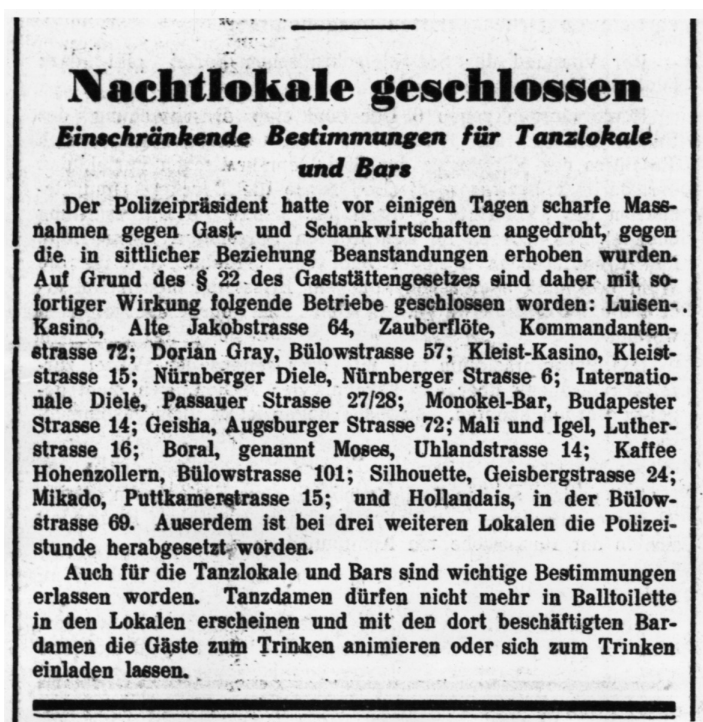 Nachtlokale geschlossen
Einschränkende Bestimmungen für Tanzlokale
und Bars
Der Polizeipräsident hatte vor einigen Tagen scharfe Mass-
nahmen gegen Gast- und Schankwirtschaften angedroht, gegen
die in sittlicher Beziehung Beanstandungen erhoben wurden.
Auf Grund des § 22 des Gaststättengesetzes sind daher mit so-
fortiger Wirkung folgende Betriebe geschlossen worden: Luisen-
Kasino, Alte Jakobstrasse 64, Zauberflöte, Kommandanten-
strasse 72; Dorian Gray, Bülowstrasse 57; Kleist-Kasino, Kleist-
strasse 15; Nürnberger Diele, Nürnberger Strasse 6; Internatio-
nale Diele, Passauer Strasse 27/28; Monokel-Bar, Budapester
Strasse 14; Geisha, Augsburger Strasse 72; Mali und Igel, Luther-
strasse 16; Boral, genannt Moses, Uhlandstrasse 14; Kaffee
Hohenzollern, Bülowstrasse 101; Silhouette, Geisbergstrasse 24;
Mikado, Puttkamerstrasse 15; und Hollandais, in der Bülow-
strasse 69. Auserdem ist bei drei weiteren Lokalen die Polizei-
stunde herabgesetzt worden.
Auch für die Tanzlokale und Bars sind wichtige Bestimmungen
erlassen worden. Tanzdamen dürfen nicht mehr in Balltoilette
in den Lokalen erscheinen und mit den dort beschäftigten Bar-
damen die Gäste zum Trinken animieren oder sich zum Trinken
einladen lassen.